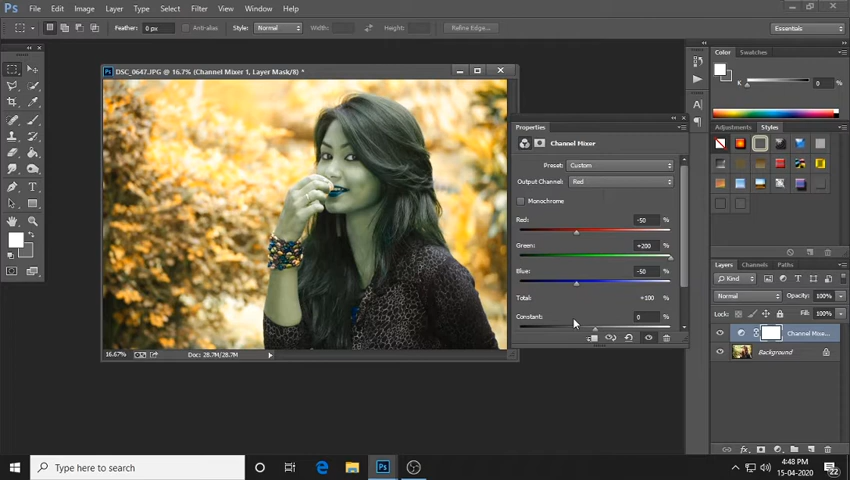 Ps File Edit Image Layer Type Select Filter View Window Help
Feather: 0 px Anti-alias Style: Normal Width: Height: Refine Edge... Essentials
Ps DSC_0647.JPG @ 16.7% (Channel Mixer 1, Layer Mask/8) *
Properties
Channel Mixer
Preset: Custom
Output Channel: Red
Monochrome
Red: -50 %
Green: +200 %
Blue: -50 %
Total: +100 %
Constant: 0 %
16.67% Doc: 28.7M/28.7M
Color Swatches
K 0 %
Adjustments Styles
Layers Channels Paths
Kind
Normal Opacity: 100%
Lock: Fill: 100%
Channel Mixe...
Background
fx
Type here to search
Ps
4:48 PM
15-04-2020
22